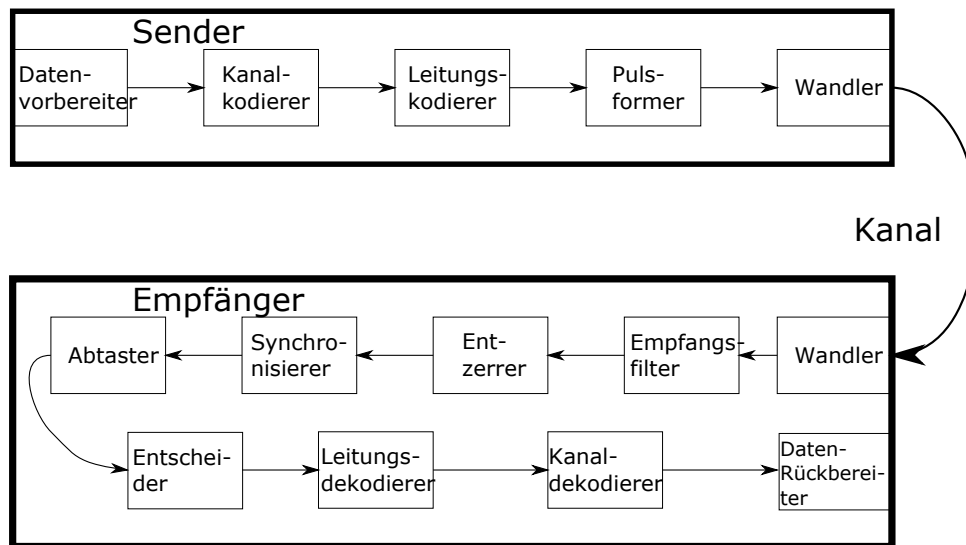 Sender
Daten-
vorbereiter
Kanal-
kodierer
Leitungs-
kodierer
Puls-
former
Wandler
Kanal
Empfänger
Abtaster
Synchro-
nisierer
Ent-
zerrer
Empfangs-
filter
Wandler
Entschei-
der
Leitungs-
dekodierer
Kanal-
dekodierer
Daten-
Rückberei-
ter